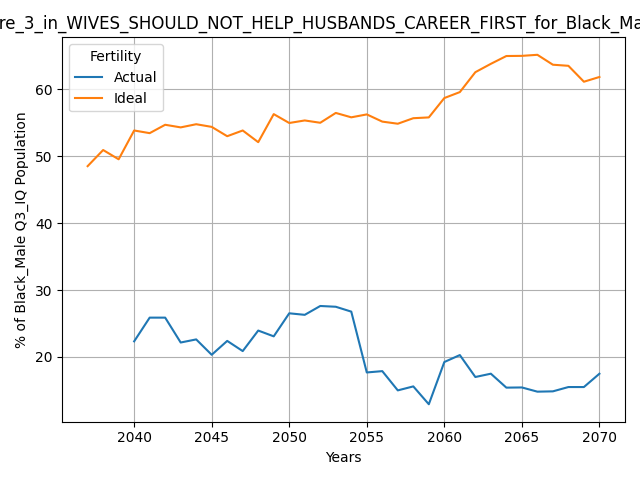 re_3_in_WIVES_SHOULD_NOT_HELP_HUSBANDS_CAREER_FIRST_for_Black_Ma
Fertility
Actual
Ideal
% of Black_Male Q3_IQ Population
60
50
40
30
20
2040 2045 2050 2055 2060 2065 2070
Years